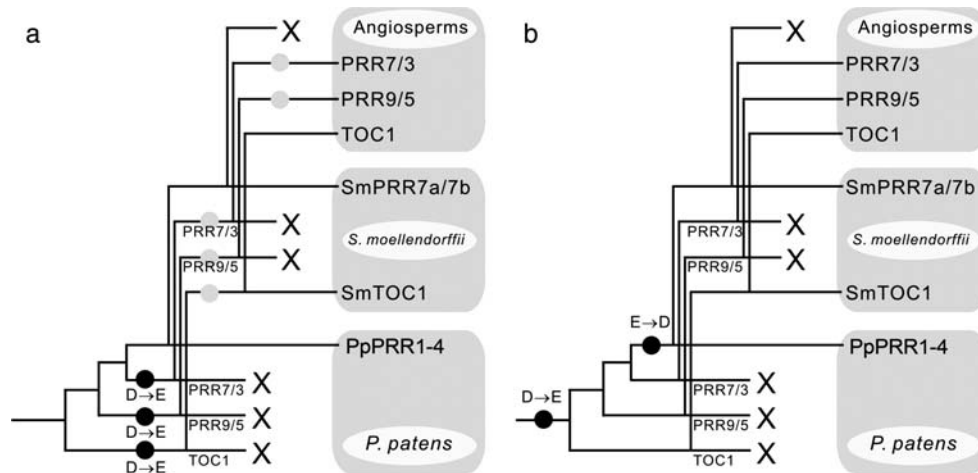 a
X
Angiosperms
PRR7/3
PRR9/5
TOC1
SmPRR7a/7b
PRR7/3
X
S. moellendorffii
PRR9/5
X
SmTOC1
PpPRR1-4
D→E
PRR7/3
X
D→E
PRR9/5
X
D→E
TOC1
X
P. patens
b
X
Angiosperms
PRR7/3
PRR9/5
TOC1
SmPRR7a/7b
PRR7/3
X
S. moellendorffii
PRR9/5
X
SmTOC1
E→D
PpPRR1-4
PRR7/3
X
D→E
PRR9/5
X
TOC1
X
P. patens